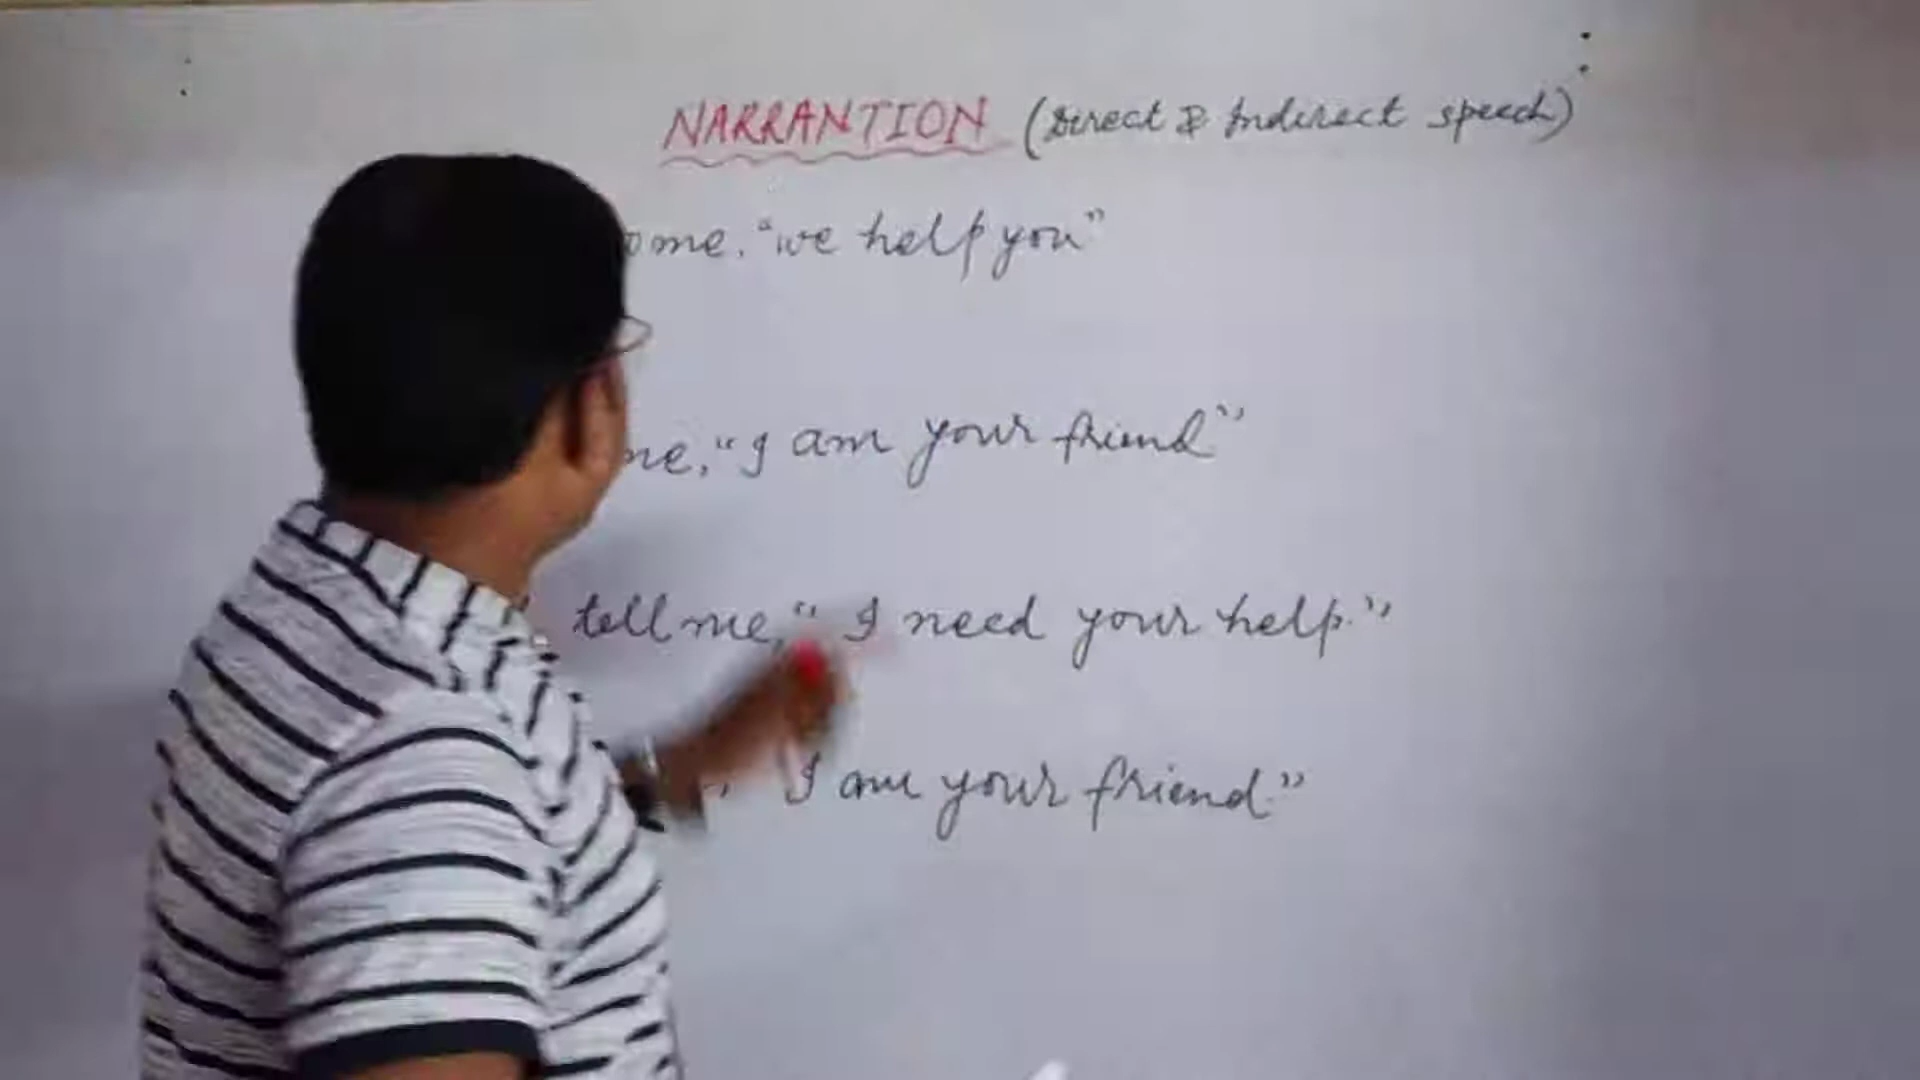 NARRANTION (Direct & Indirect speech)
me, "we help you"
me, "I am your friend"
tell me, "I need your help."
" I am your friend."